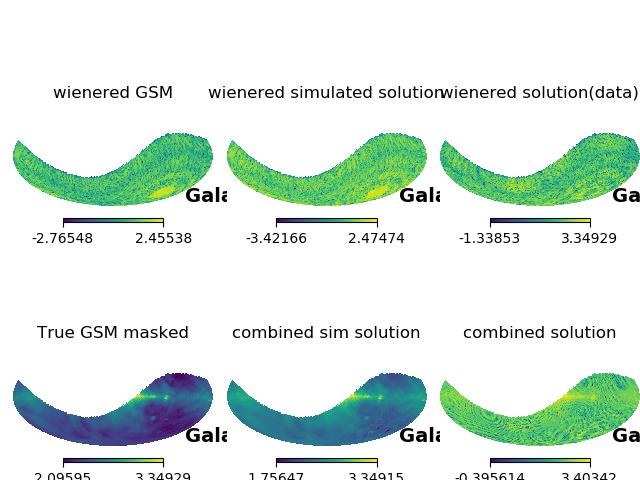 wienered GSM
wienered simulated solution
wienered solution(data)
Gala
Gala
Ga
-2.76548 2.45538
-3.42166 2.47474
-1.33853 3.34929
True GSM masked
combined sim solution
combined solution
Gala
Gala
Ga
2.09595 3.34929
1.75647 3.34915
-0.395614 3.40342